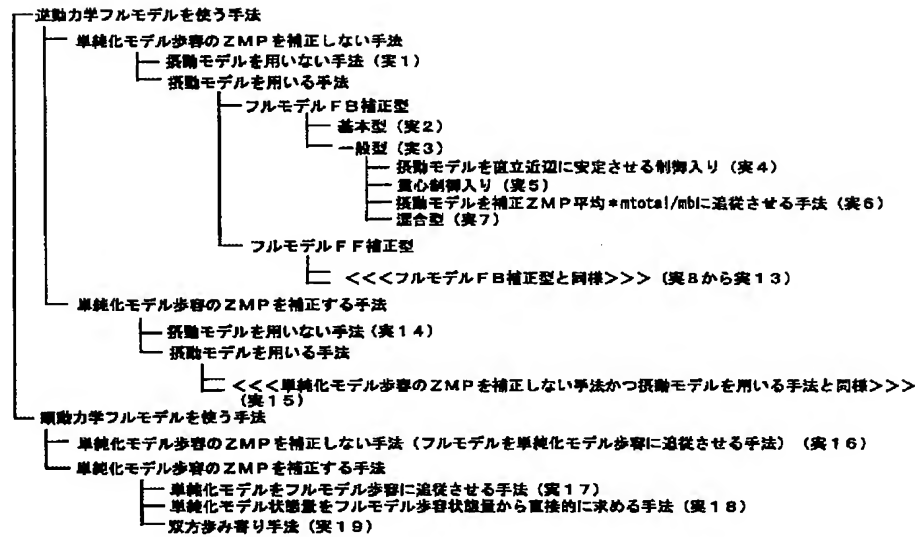 逆動力学フルモデルを使う手法
単純化モデル歩容のZMPを補正しない手法
摂動モデルを用いない手法(実1)
摂動モデルを用いる手法
フルモデルFB補正型
基本型(実2)
一般型(実3)
摂動モデルを直立近辺に安定させる制御入り(実4)
重心制御入り(実5)
摂動モデルを補正ZMP平均*mtotal/mbに追従させる手法(実6)
混合型(実7)
フルモデルFF補正型
<<<フルモデルFB補正型と同様>>>(実8から実13)
単純化モデル歩容のZMPを補正する手法
摂動モデルを用いない手法(実14)
摂動モデルを用いる手法
<<<単純化モデル歩容のZMPを補正しない手法かつ摂動モデルを用いる手法と同様>>>
(実15)
順動力学フルモデルを使う手法
単純化モデル歩容のZMPを補正しない手法(フルモデルを単純化モデル歩容に追従させる手法)(実16)
単純化モデル歩容のZMPを補正する手法
単純化モデルをフルモデル歩容に追従させる手法(実17)
単純化モデル状態量をフルモデル歩容状態量から直接的に求める手法(実18)
双方歩み寄り手法(実19)